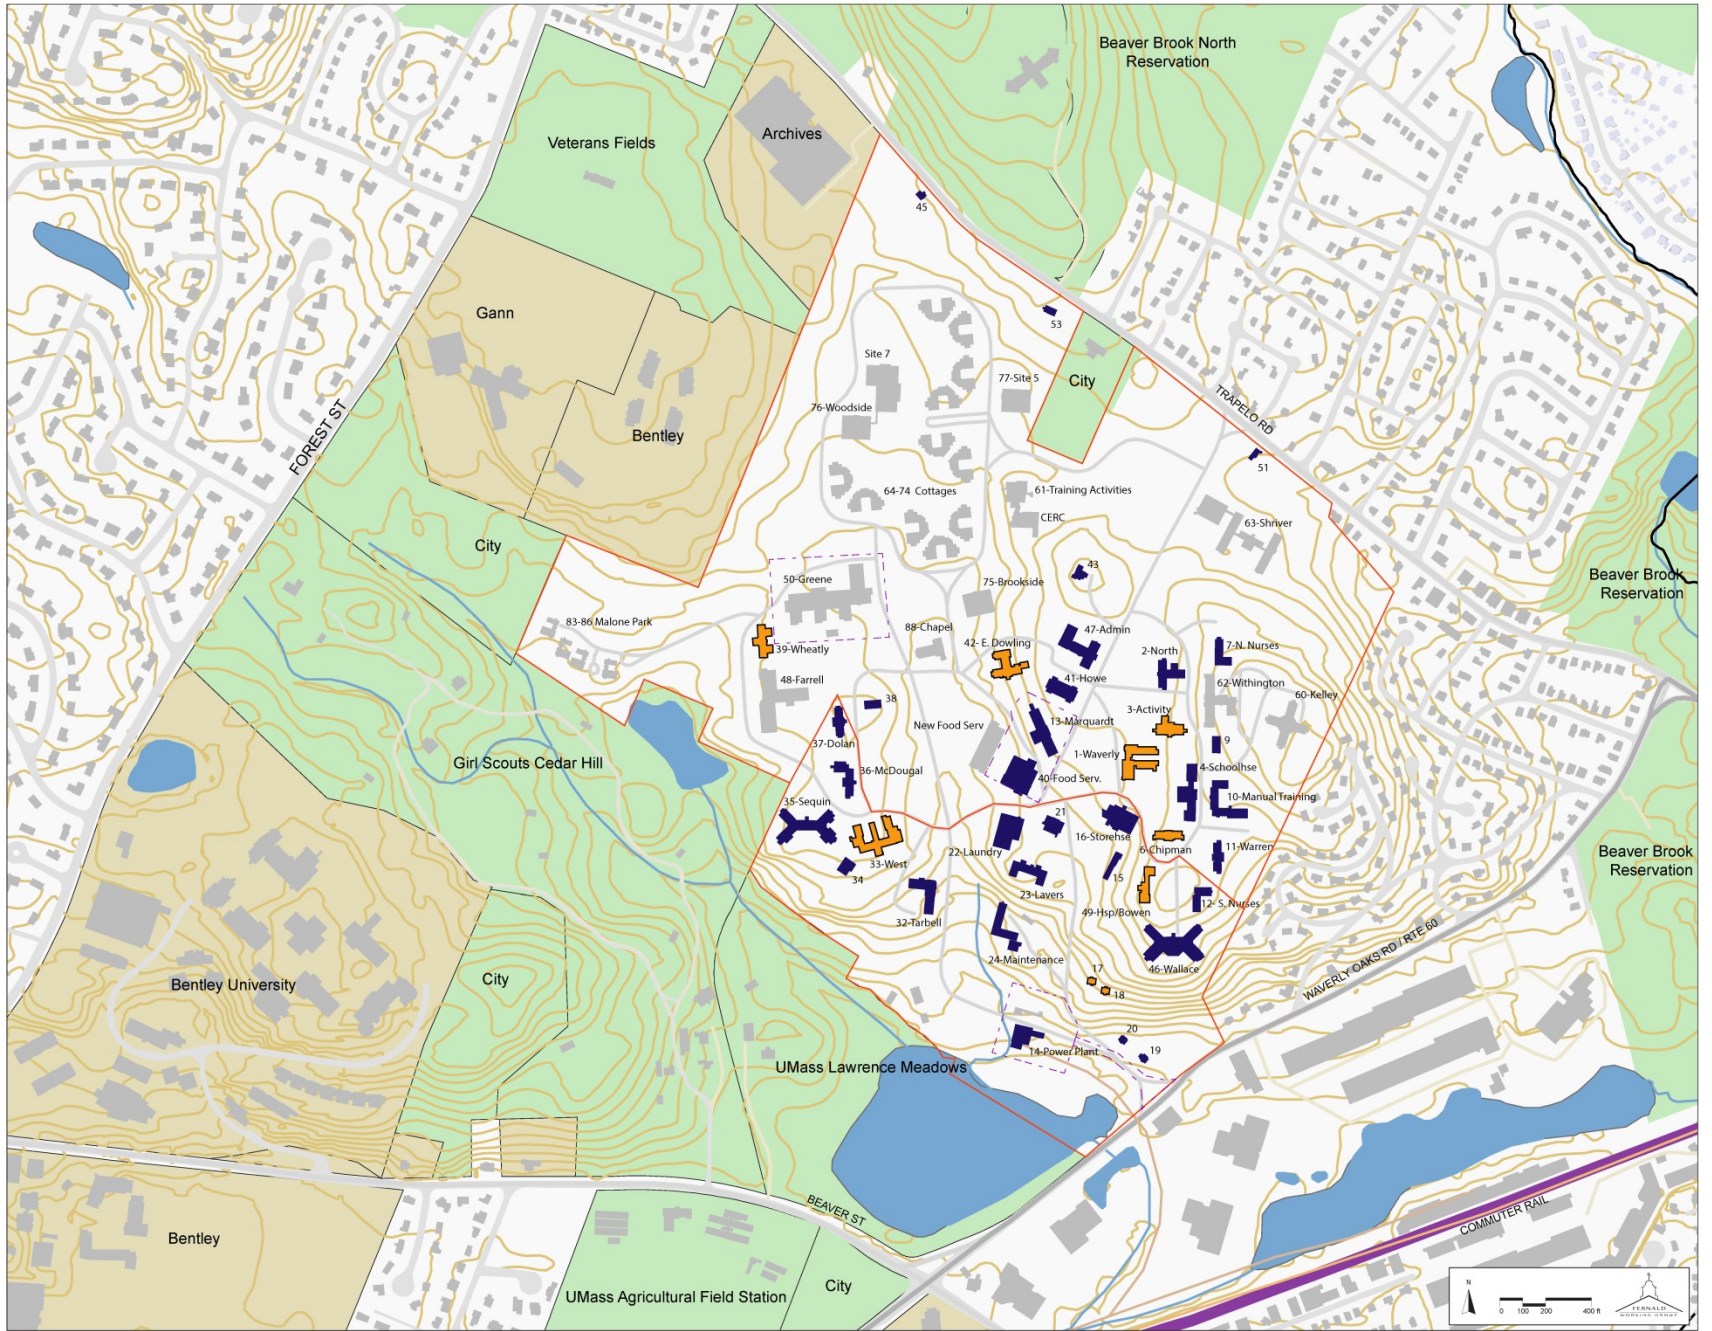 Beaver Brook North
Reservation
Veterans Fields
Archives
45
Gann
53
Site 7
77-Site 5
City
TRAPELO RD
76-Woodside
FOREST ST
Bentley
51
64-74 Cottages
61-Training Activities
CERC
63-Shriver
City
43
50-Greene
75-Brookside
Beaver Brook
Reservation
83-86 Malone Park
88-Chapel
47-Admin
39-Wheatly
42- E. Dowling
2-North
7-N. Nurses
48-Farrell
41-Howe
62-Withington
60-Kelley
38
3-Activity
New Food Serv
13-Marquardt
37-Dolan
9
1-Waverly
Girl Scouts Cedar Hill
36-McDougal
40-Food Serv.
4-Schoolhse
35-Sequin
10-Manual Training
21
16-Storehse
22-Laundry
6-Chipman
11-Warren
33-West
Beaver Brook
Reservation
34
15
23-Lavers
12- S. Nurses
49-Hsp/Bowen
32-Tarbell
24-Maintenance
46-Wallace
17
18
City
Bentley University
WAVERLY OAKS RD / RTE 60
20
19
14-Power Plant
UMass Lawrence Meadows
BEAVER ST
COMMUTER RAIL
Bentley
UMass Agricultural Field Station
City
N
0 100 200 400 ft
FERNALD
WORKING GROUP